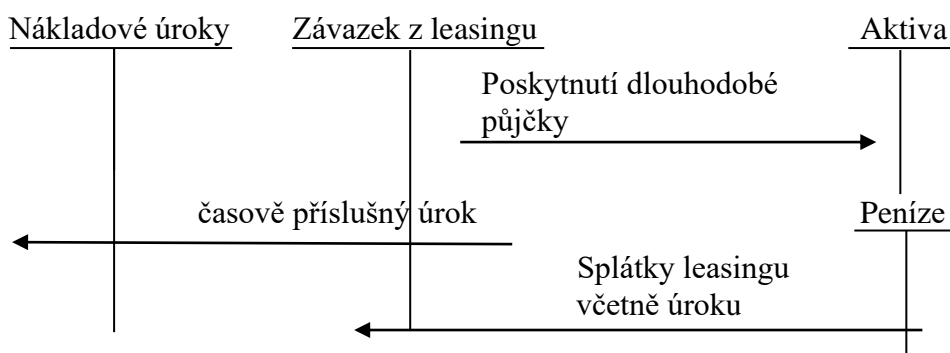 Nákladové úroky
Závazek z leasingu
Aktiva
Poskytnutí dlouhodobé
půjčky
časově příslušný úrok
Peníze
Splátky leasingu
včetně úroku